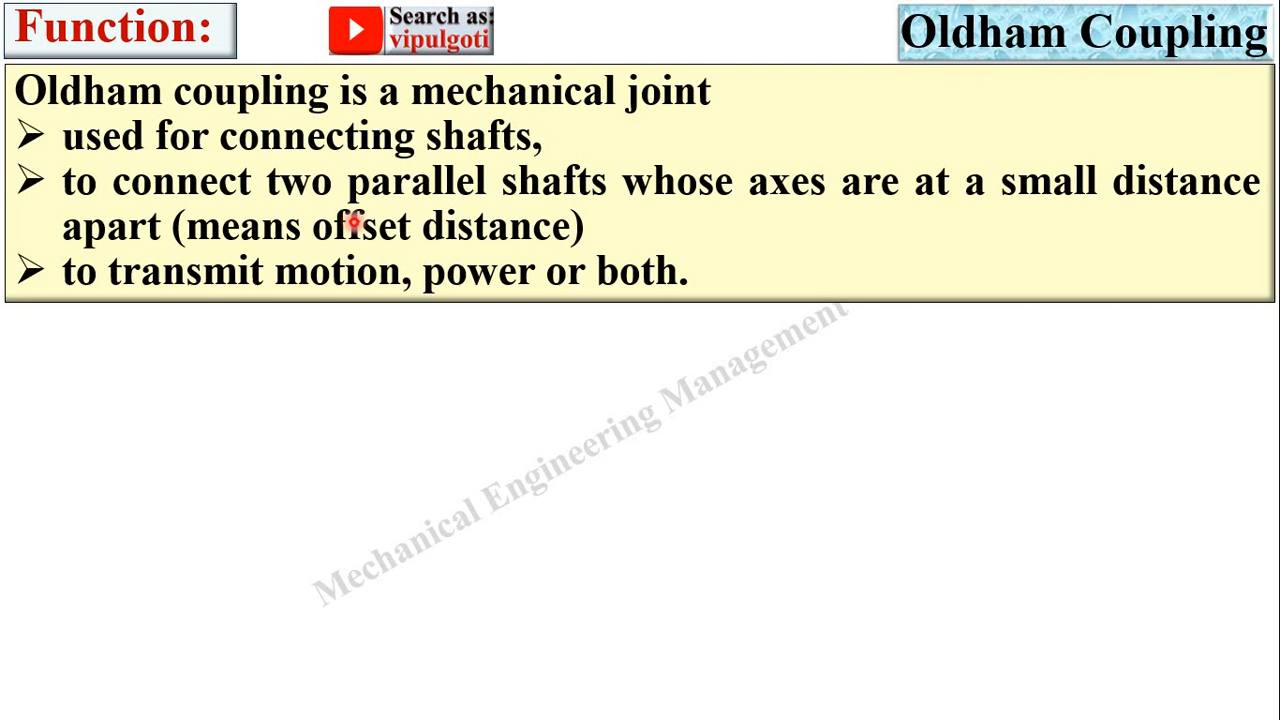 Function:
Search as:
vipulgoti
Oldham Coupling
Oldham coupling is a mechanical joint
➢ used for connecting shafts,
➢ to connect two parallel shafts whose axes are at a small distance
apart (means offset distance)
➢ to transmit motion, power or both.
Mechanical Engineering Management